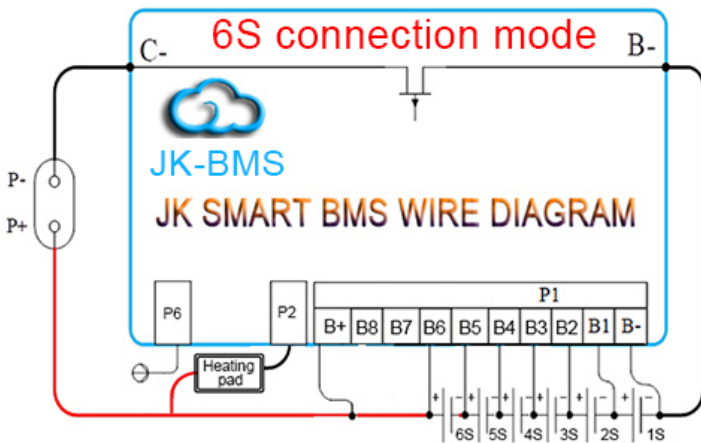 6S connection mode
C-
B-
JK-BMS
P-
P+
JK SMART BMS WIRE DIAGRAM
P6
P2
P1
B+ B8 B7 B6 B5 B4 B3 B2 B1 B-
Heating
pad
+ - + - + - + - + - + -
6S 5S 4S 3S 2S 1S